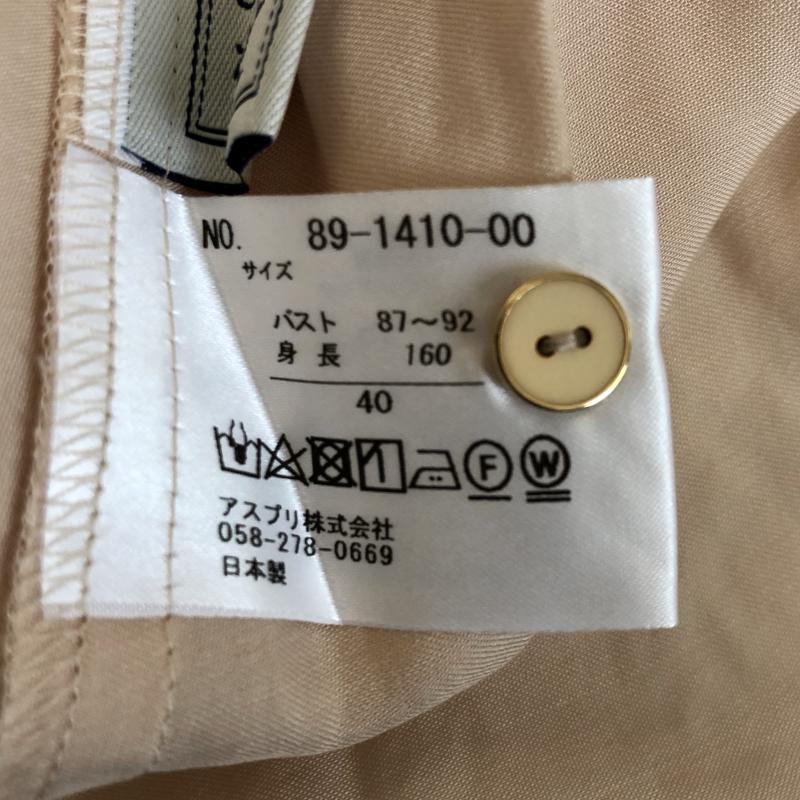 NO. 89-1410-00
サイズ
バスト 87～92
身長 160
40
F W
アスプリ株式会社
058-278-0669
日本製